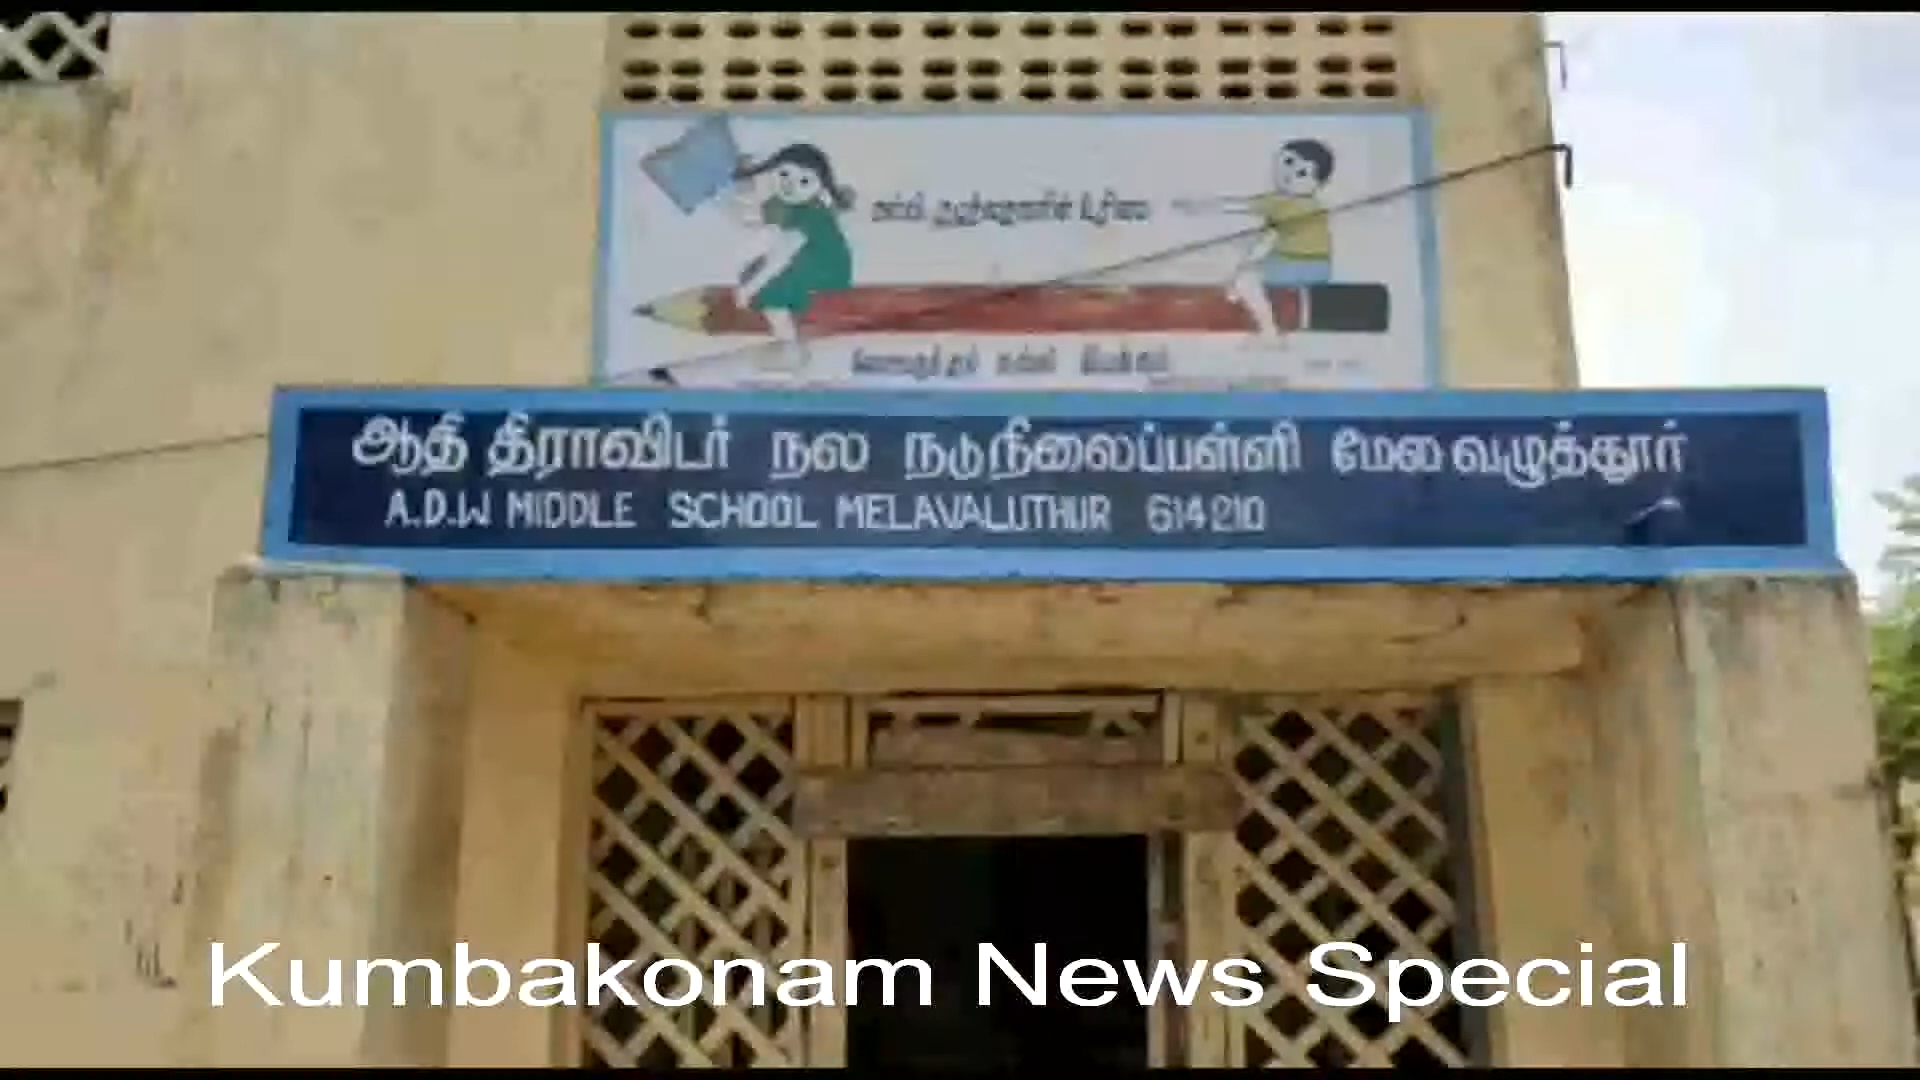 ஆதி திராவிடர் நல நடுநிலைப்பள்ளி மேலவழுத்தூர்
A.D.W MIDDLE SCHOOL MELAVALUTHUR 614210
Kumbakonam News Special